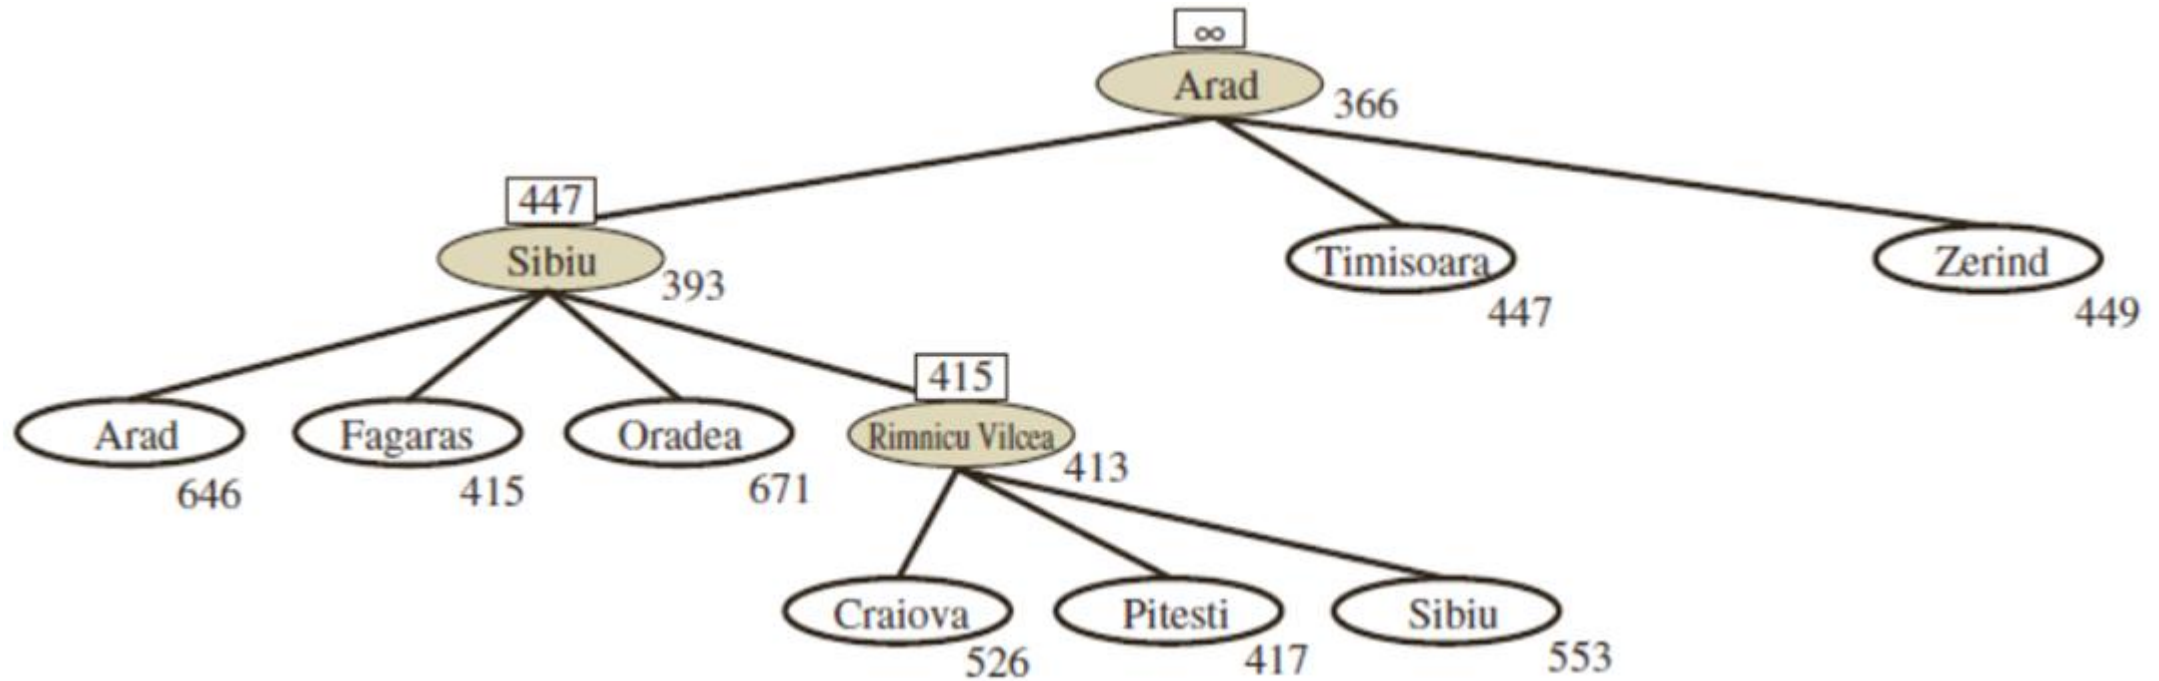 ∞
Arad
366
447
Sibiu
393
Timisoara
447
Zerind
449
Arad
646
Fagaras
415
Oradea
671
415
Rimnicu Vilcea
413
Craiova
526
Pitesti
417
Sibiu
553